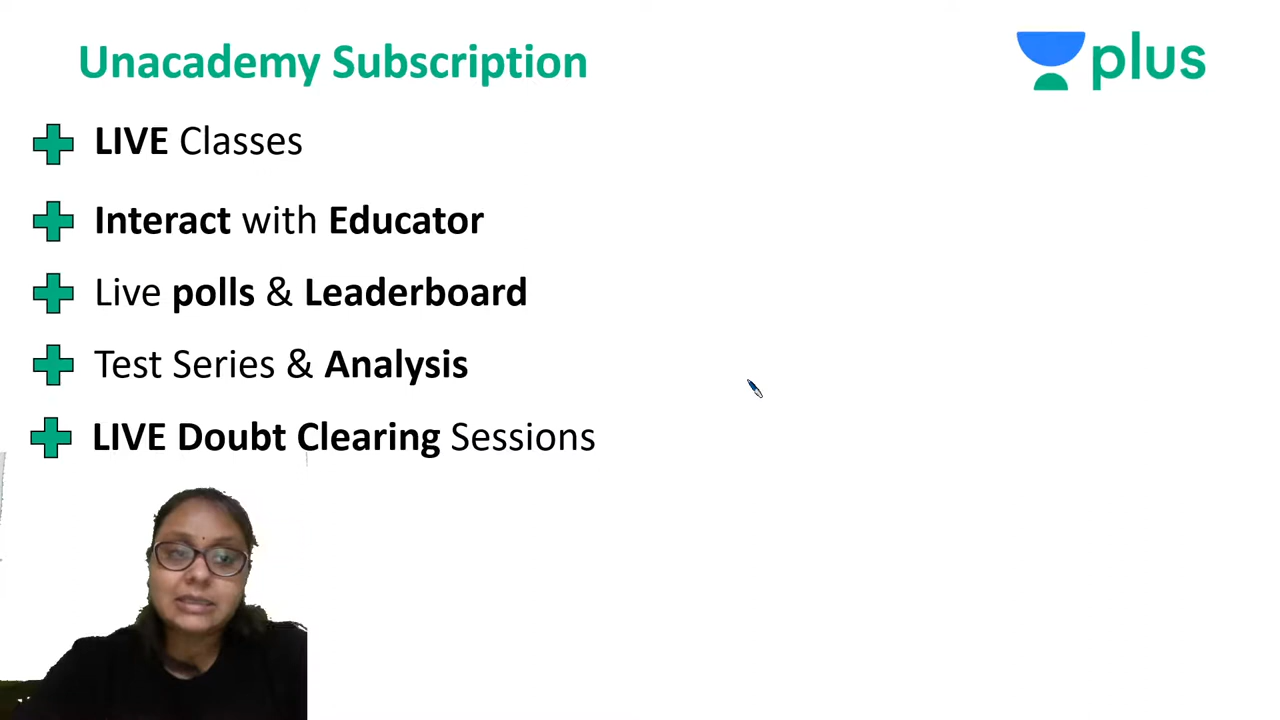 Unacademy Subscription
plus
LIVE Classes
Interact with Educator
Live polls & Leaderboard
Test Series & Analysis
LIVE Doubt Clearing Sessions